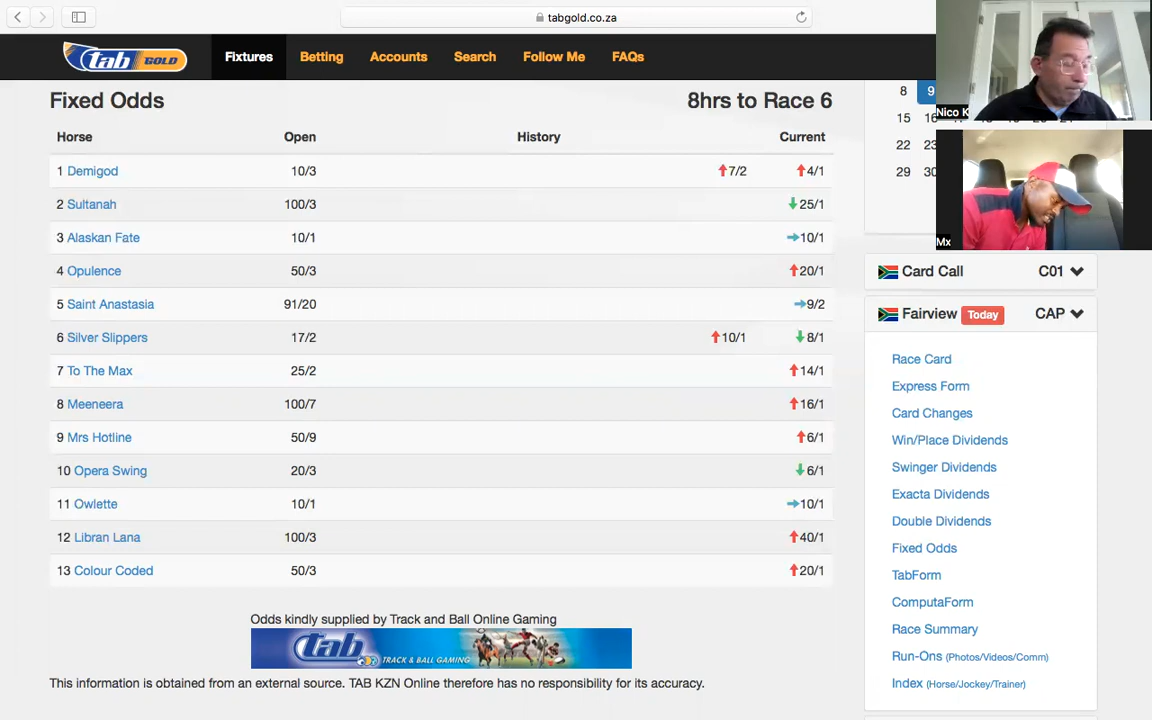 tabgold.co.za
tab GOLD
Fixtures Betting Accounts Search Follow Me FAQs
Fixed Odds 8hrs to Race 6
Horse Open History Current
1 Demigod 10/3 7/2 4/1
2 Sultanah 100/3 25/1
3 Alaskan Fate 10/1 10/1
4 Opulence 50/3 20/1
5 Saint Anastasia 91/20 9/2
6 Silver Slippers 17/2 10/1 8/1
7 To The Max 25/2 14/1
8 Meeneera 100/7 16/1
9 Mrs Hotline 50/9 6/1
10 Opera Swing 20/3 6/1
11 Owlette 10/1 10/1
12 Libran Lana 100/3 40/1
13 Colour Coded 50/3 20/1
Odds kindly supplied by Track and Ball Online Gaming
tab TRACK & BALL GAMING
This information is obtained from an external source. TAB KZN Online therefore has no responsibility for its accuracy.
8 9
15
22 23
29 30
Nico K
Mx
Card Call C01
Fairview Today CAP
Race Card
Express Form
Card Changes
Win/Place Dividends
Swinger Dividends
Exacta Dividends
Double Dividends
Fixed Odds
TabForm
ComputaForm
Race Summary
Run-Ons (Photos/Videos/Comm)
Index (Horse/Jockey/Trainer)